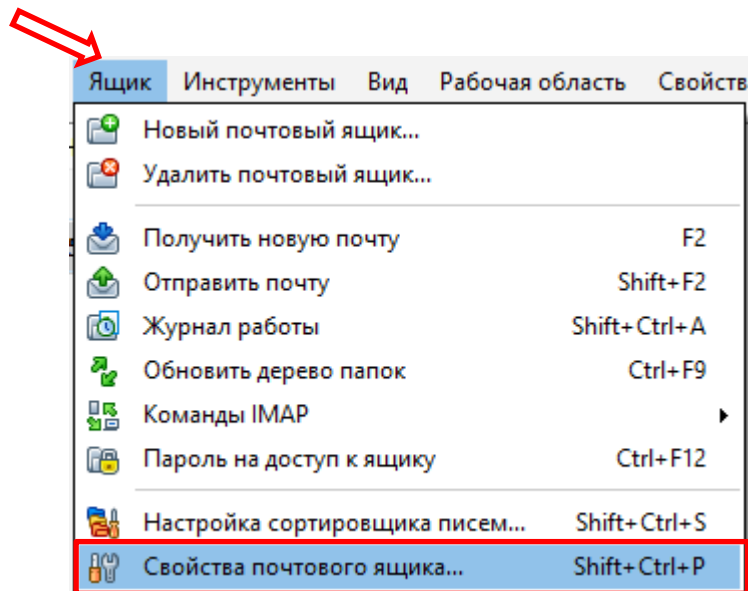 Ящик Инструменты Вид Рабочая область Свойств
Новый почтовый ящик...
Удалить почтовый ящик...
Получить новую почту F2
Отправить почту Shift+F2
Журнал работы Shift+Ctrl+A
Обновить дерево папок Ctrl+F9
Команды IMAP
Пароль на доступ к ящику Ctrl+F12
Настройка сортировщика писем... Shift+Ctrl+S
Свойства почтового ящика... Shift+Ctrl+P